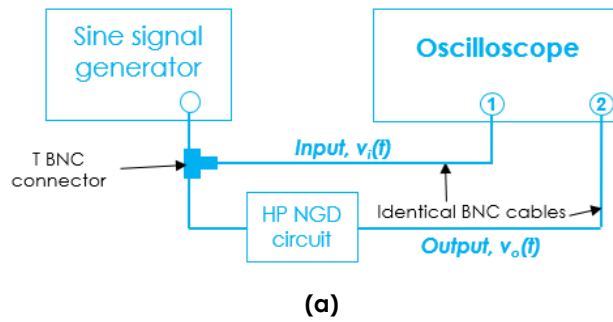 Sine signal
generator
Oscilloscope
1
2
T BNC
connector
Input, vi(t)
Identical BNC cables
HP NGD
circuit
Output, vo(t)
(a)